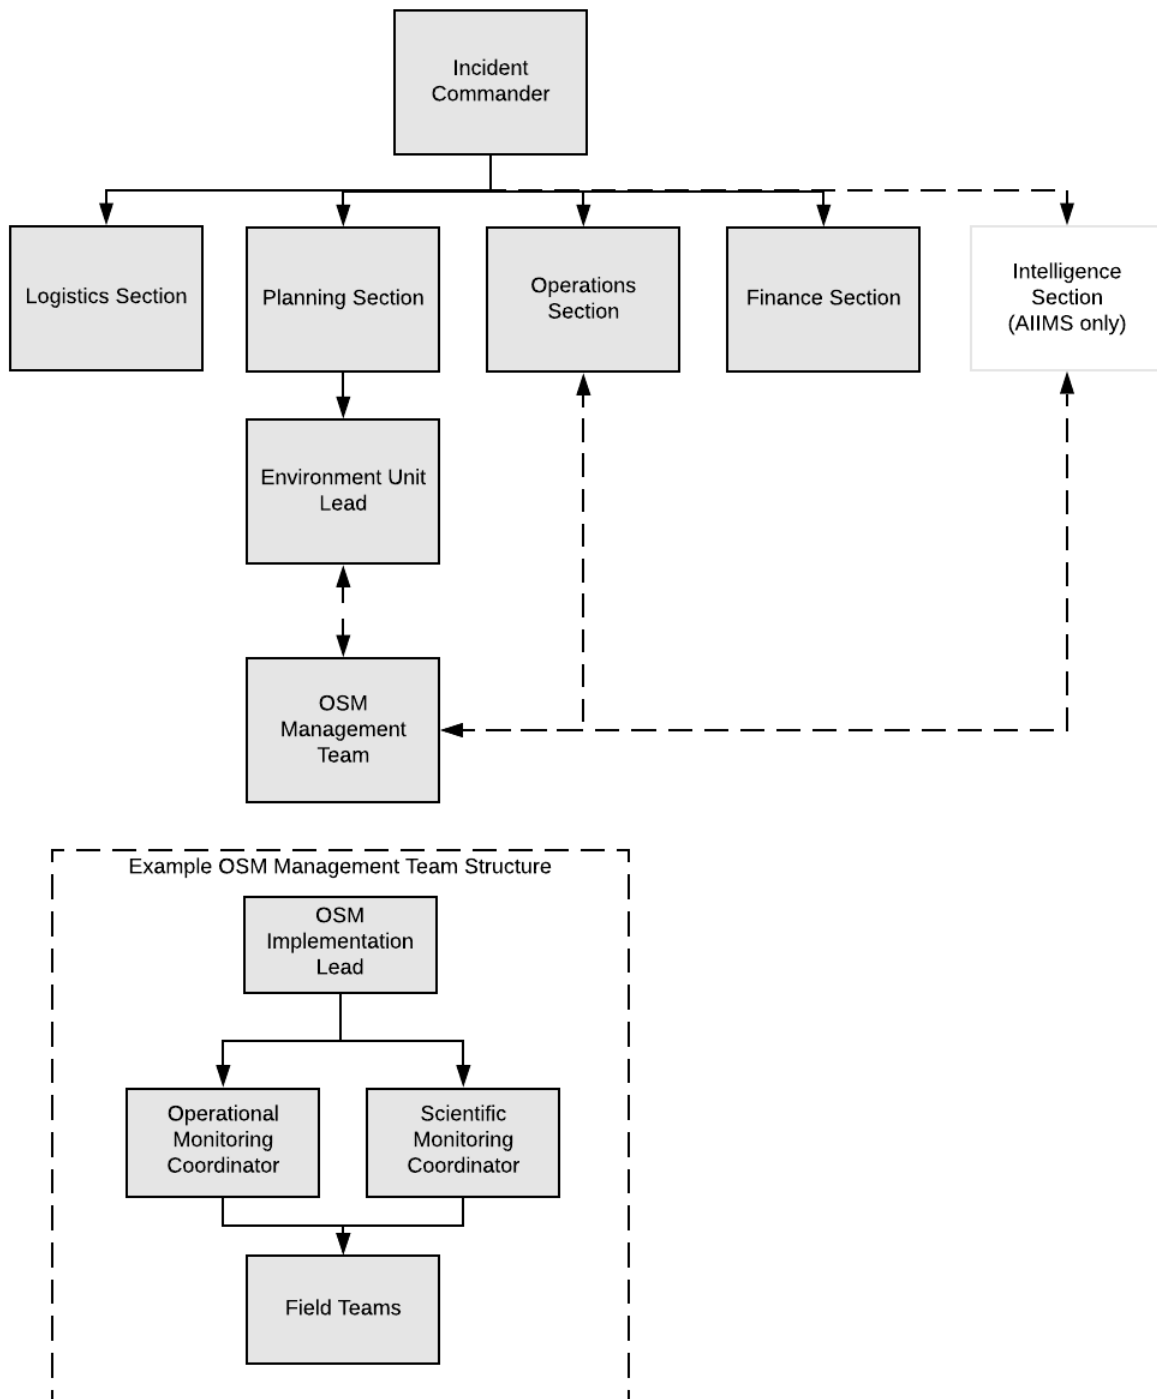 Incident
Commander
Logistics Section
Planning Section
Operations
Section
Finance Section
Intelligence
Section
(AIIMS only)
Environment Unit
Lead
OSM
Management
Team
Example OSM Management Team Structure
OSM
Implementation
Lead
Operational
Monitoring
Coordinator
Scientific
Monitoring
Coordinator
Field Teams